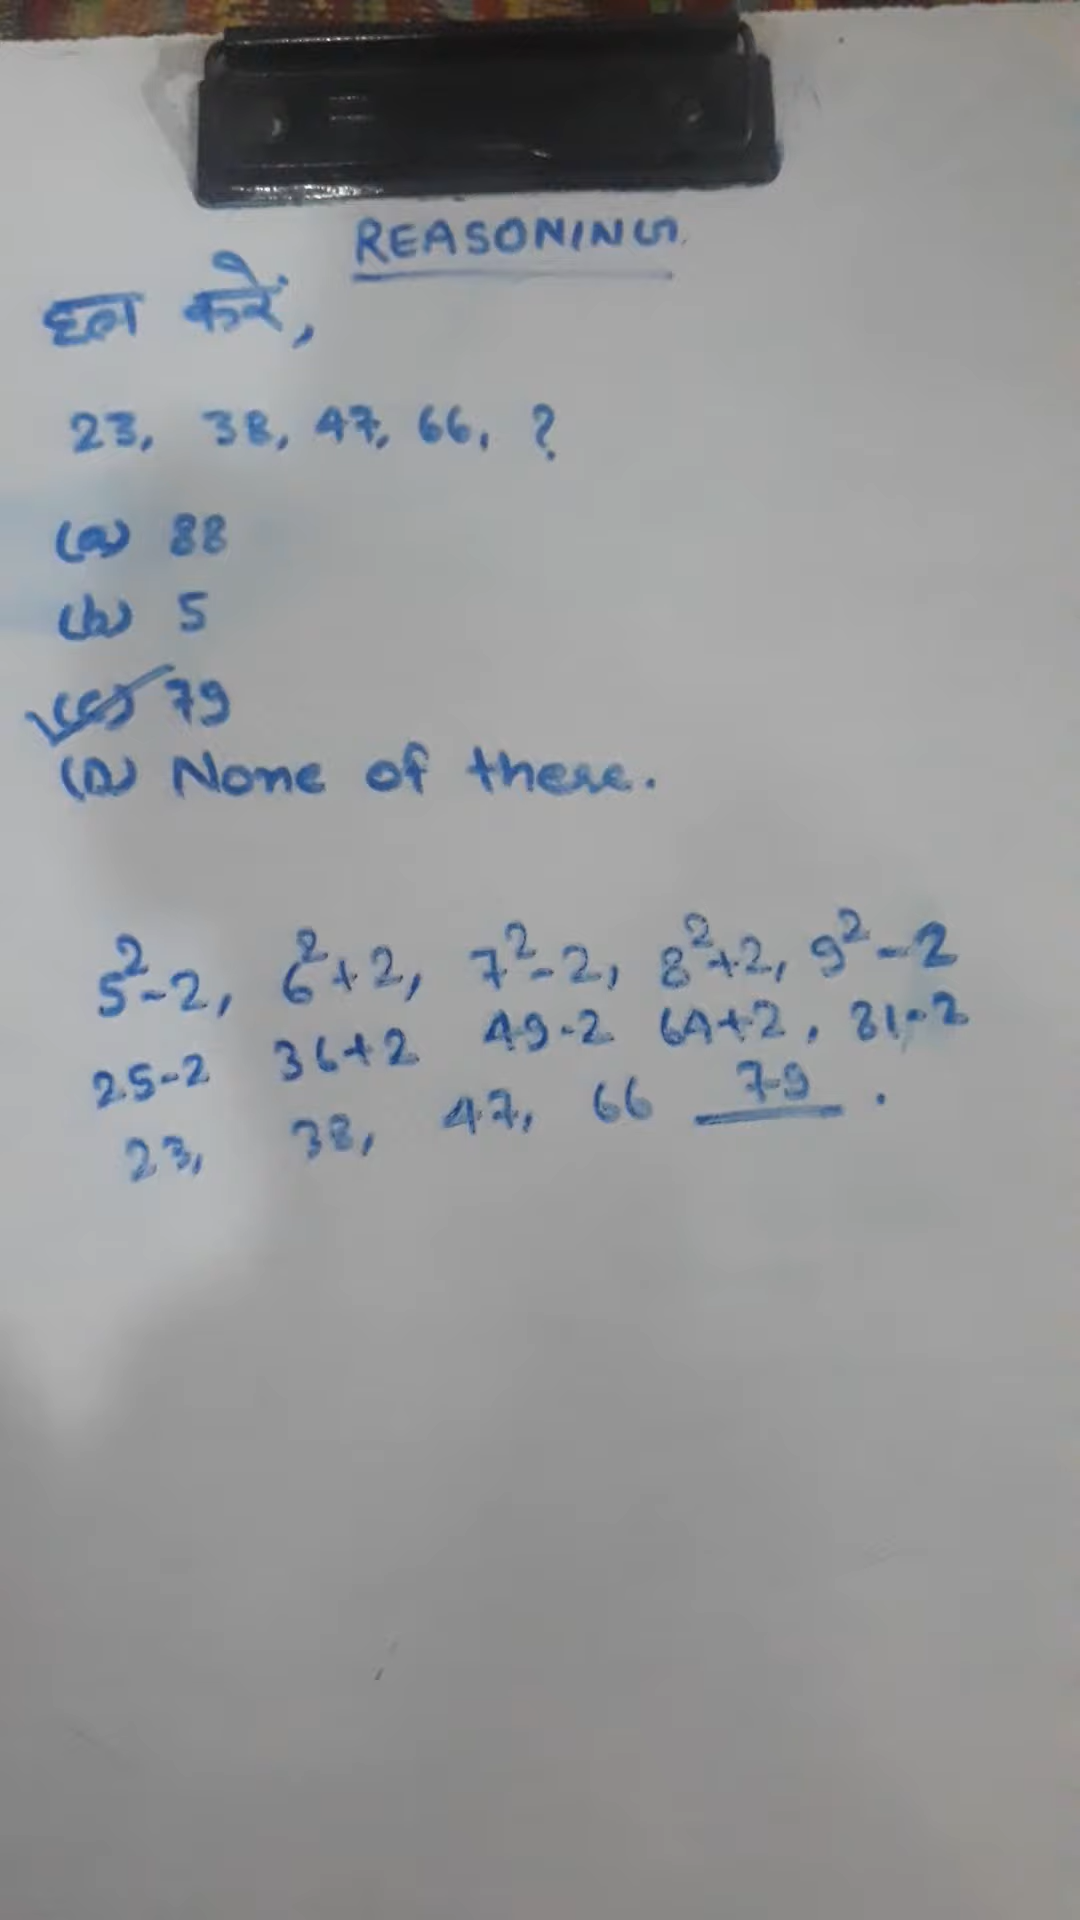 REASONING.
हल करें,
23, 38, 47, 66, ?
(a) 88
(b) 5
(c) 79
(D) None of these.
5²-2, 6²+2, 7²-2, 8²+2, 9²-2
25-2 36+2 49-2 64+2, 81-2
23, 38, 47, 66 79.